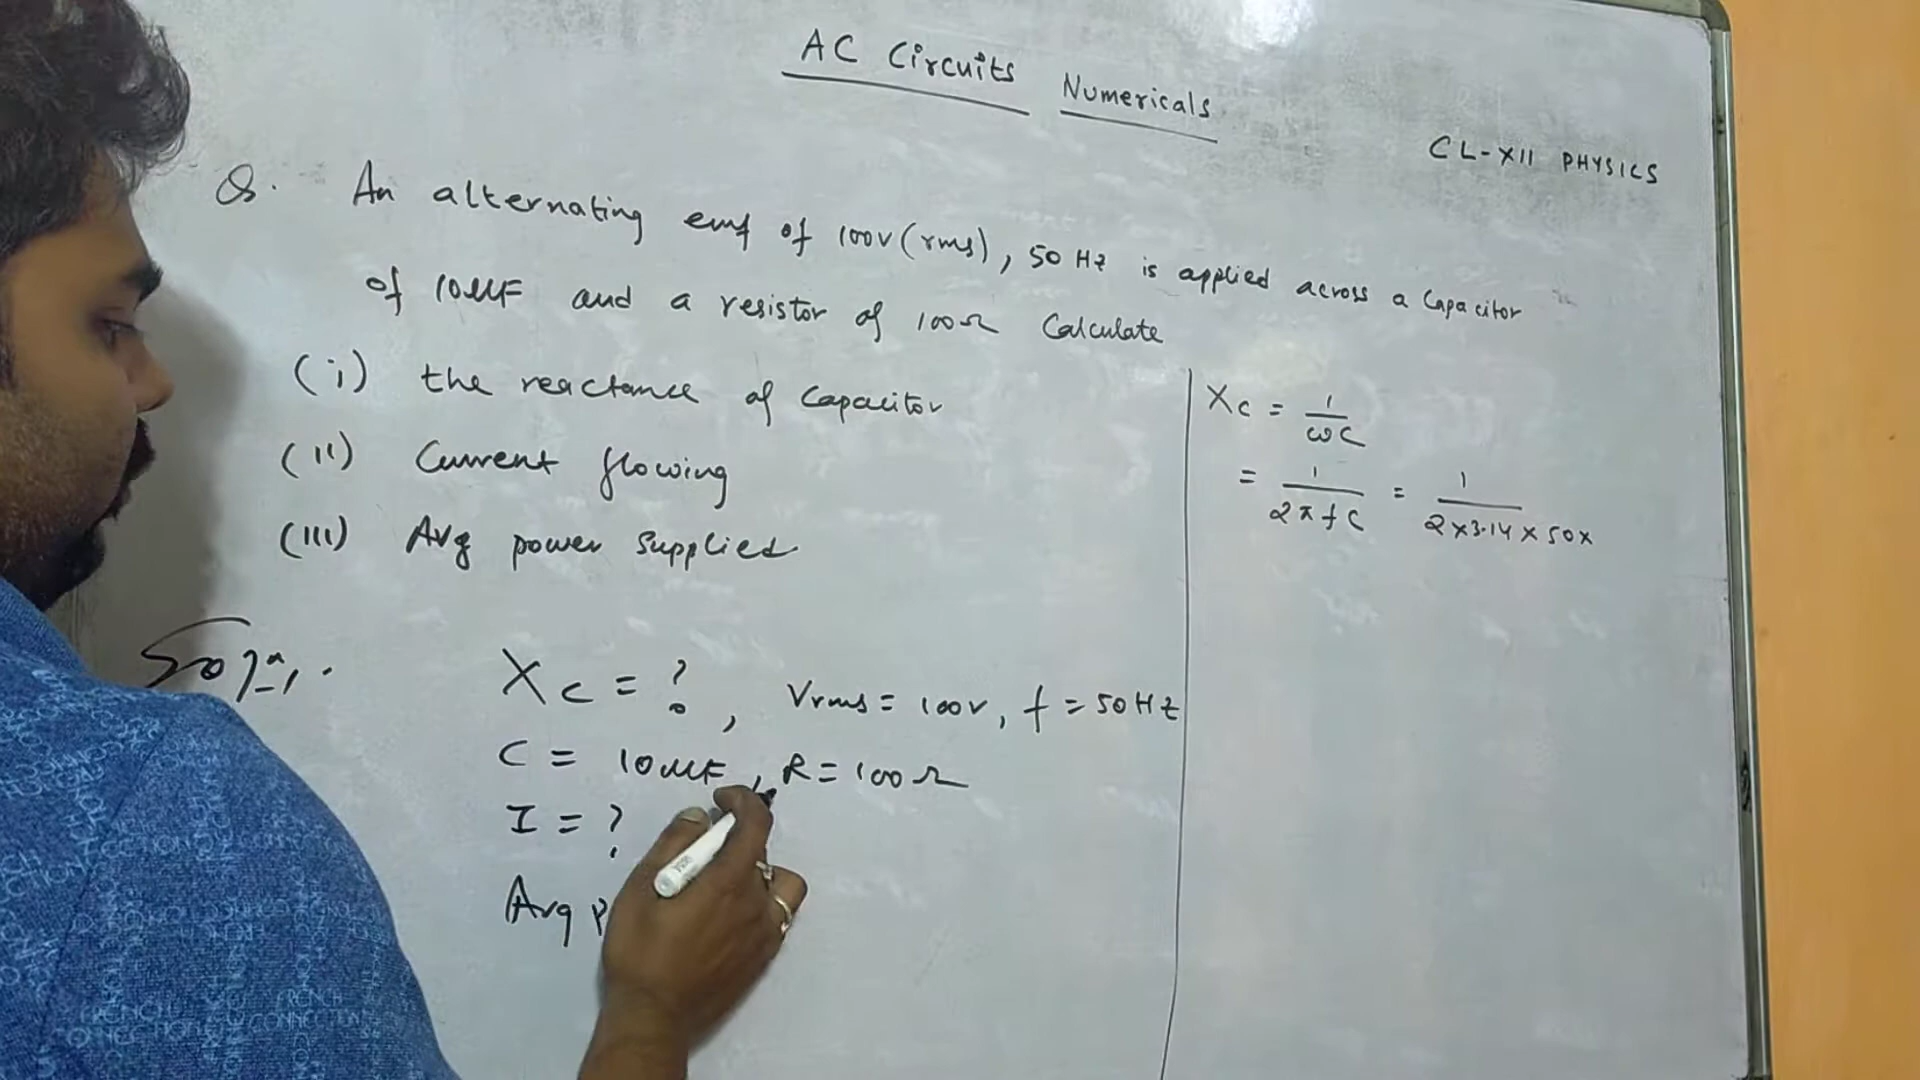 AC Circuits Numericals
CL-XII PHYSICS
Q. An alternating emf of 100V (rms), 50 Hz is applied across a Capacitor
of 10μF and a resistor of 100Ω Calculate
(i) the reactance of Capacitor
(ii) Current flowing
(iii) Avg power supplied
Soln.
Xc = ?, Vrms = 100V, f = 50 Hz
C = 10μF, R = 100Ω
I = ?
Avg P
Xc = 1/ωC
= 1/2πfC = 1/2×3.14×50×